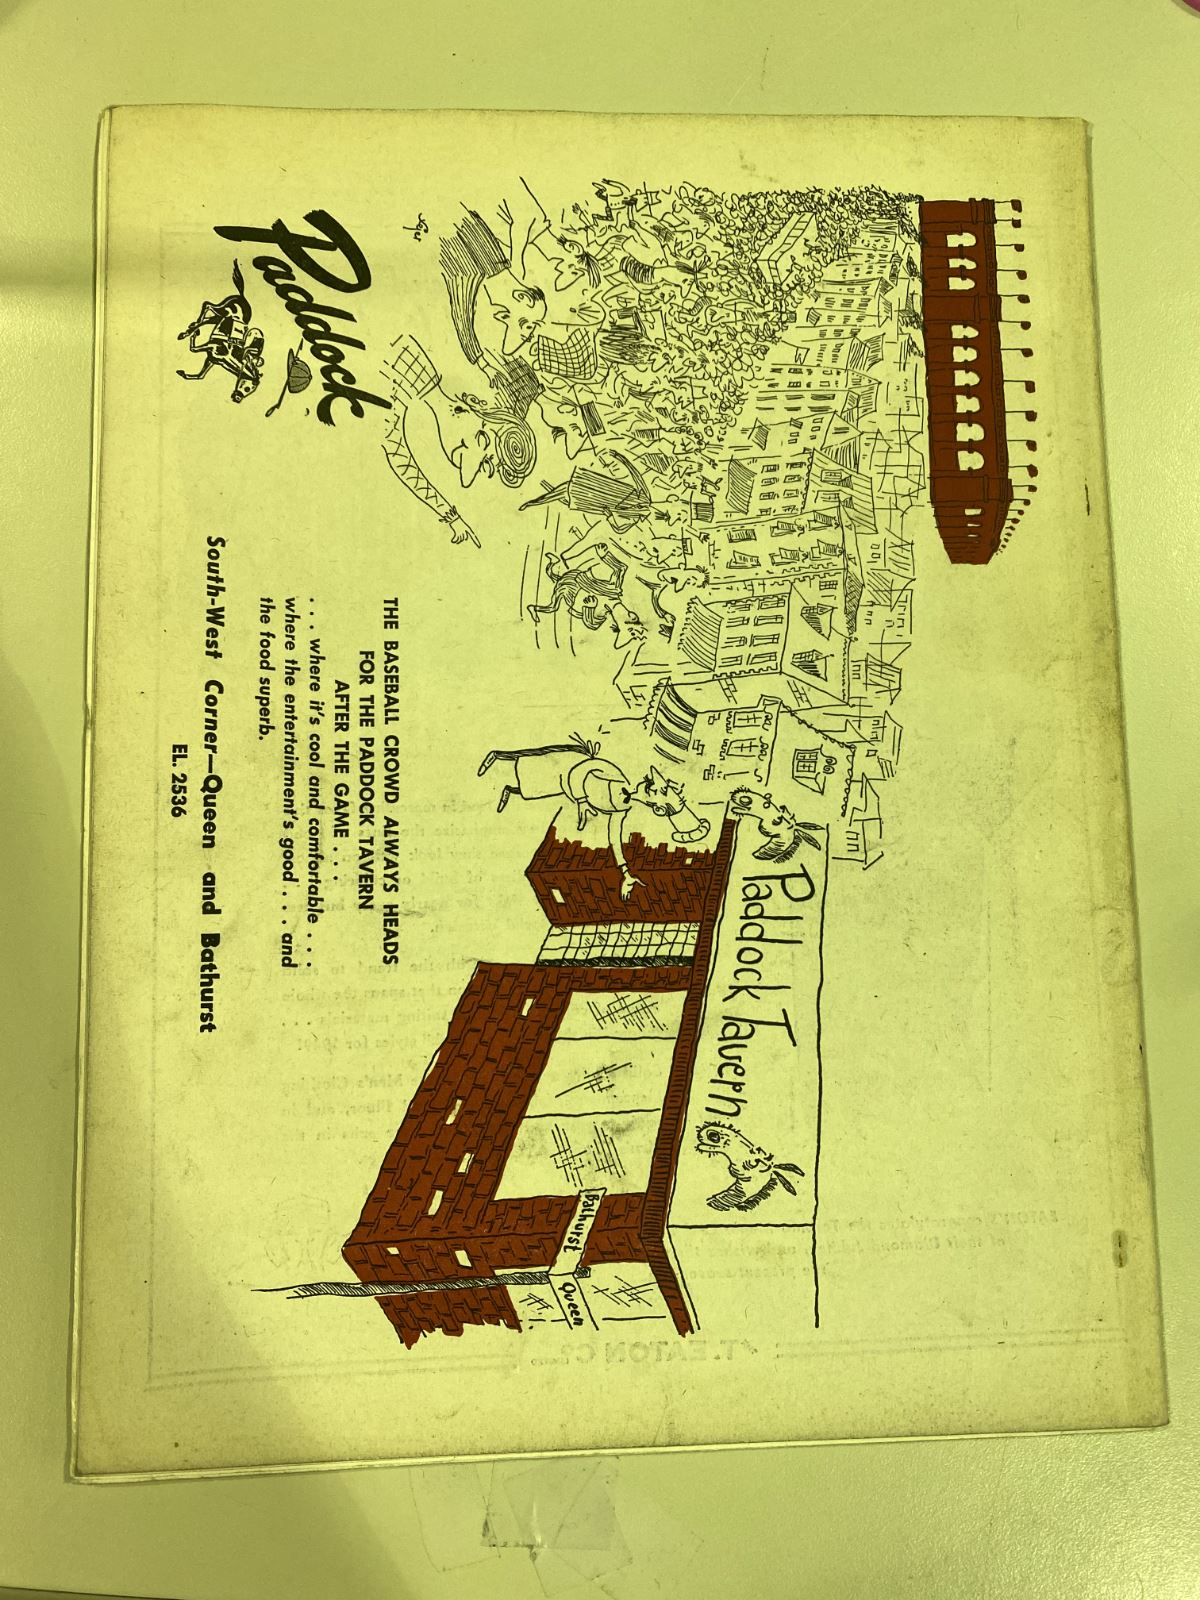 Paddock Tavern
Bathurst
Queen
THE BASEBALL CROWD ALWAYS HEADS
FOR THE PADDOCK TAVERN
AFTER THE GAME . . .
. . . where it's cool and comfortable . . .
where the entertainment's good . . . and
the food superb.
Paddock
South-West Corner—Queen and Bathurst
EL. 2536